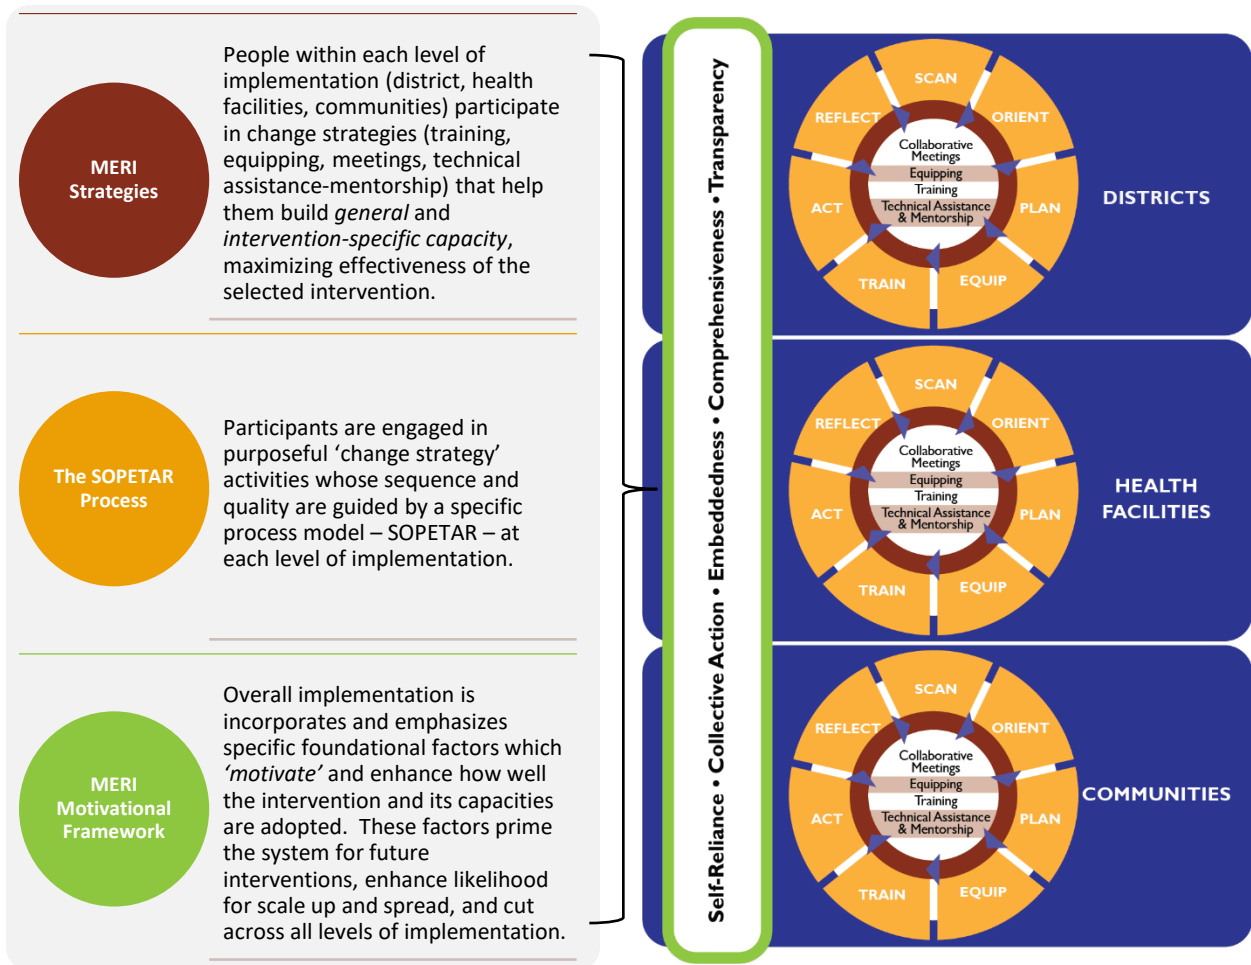 MERI
Strategies
People within each level of
implementation (district, health
facilities, communities) participate
in change strategies (training,
equipping, meetings, technical
assistance-mentorship) that help
them build general and
intervention-specific capacity,
maximizing effectiveness of the
selected intervention.
The SOPETAR
Process
Participants are engaged in
purposeful ‘change strategy’
activities whose sequence and
quality are guided by a specific
process model – SOPETAR – at
each level of implementation.
MERI
Motivational
Framework
Overall implementation is
incorporates and emphasizes
specific foundational factors which
‘motivate’ and enhance how well
the intervention and its capacities
are adopted.  These factors prime
the system for future
interventions, enhance likelihood
for scale up and spread, and cut
across all levels of implementation.
Self-Reliance • Collective Action • Embeddedness • Comprehensiveness • Transparency
SCAN
ORIENT
PLAN
EQUIP
TRAIN
ACT
REFLECT
Collaborative
Meetings
Equipping
Training
Technical Assistance
& Mentorship
DISTRICTS
SCAN
ORIENT
PLAN
EQUIP
TRAIN
ACT
REFLECT
Collaborative
Meetings
Equipping
Training
Technical Assistance
& Mentorship
HEALTH
FACILITIES
SCAN
ORIENT
PLAN
EQUIP
TRAIN
ACT
REFLECT
Collaborative
Meetings
Equipping
Training
Technical Assistance
& Mentorship
COMMUNITIES